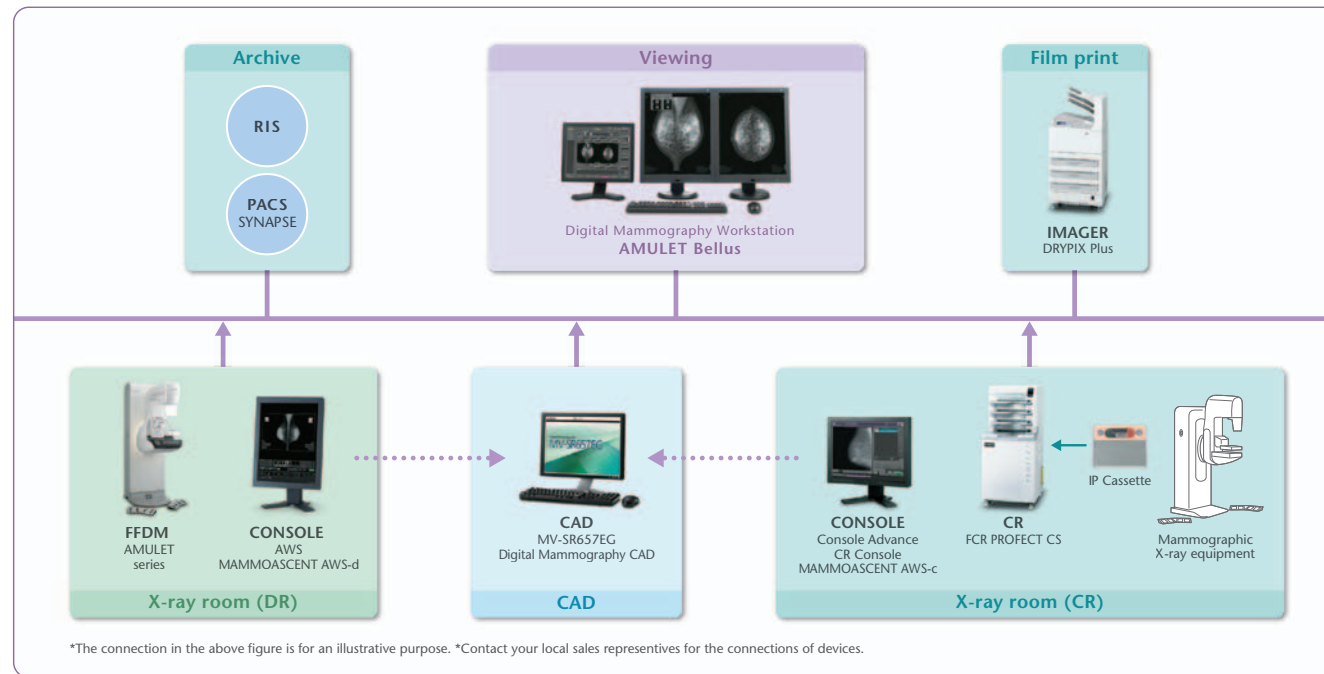 Archive
RIS
PACS
SYNAPSE
Viewing
Digital Mammography Workstation
AMULET Bellus
Film print
IMAGER
DRYPIX Plus
FFDM
AMULET
series
CONSOLE
AWS
MAMMOASCENT AWS-d
X-ray room (DR)
MV-SR657EG
CAD
MV-SR657EG
Digital Mammography CAD
CAD
CONSOLE
Console Advance
CR Console
MAMMOASCENT AWS-c
CR
FCR PROFECT CS
IP Cassette
Mammographic
X-ray equipment
X-ray room (CR)
*The connection in the above figure is for an illustrative purpose. *Contact your local sales representives for the connections of devices.